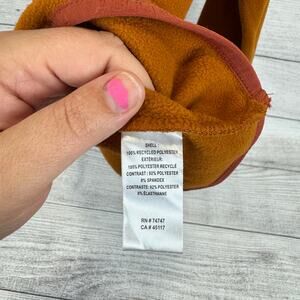 SHELL:
100% RECYCLED POLYESTER
EXTÉRIEUR:
100% POLYESTER RECYCLÉ
CONTRAST: 92% POLYESTER
8% SPANDEX
CONTRASTE: 92% POLYESTER
8% ÉLASTHANNE
RN # 74747
CA # 45117